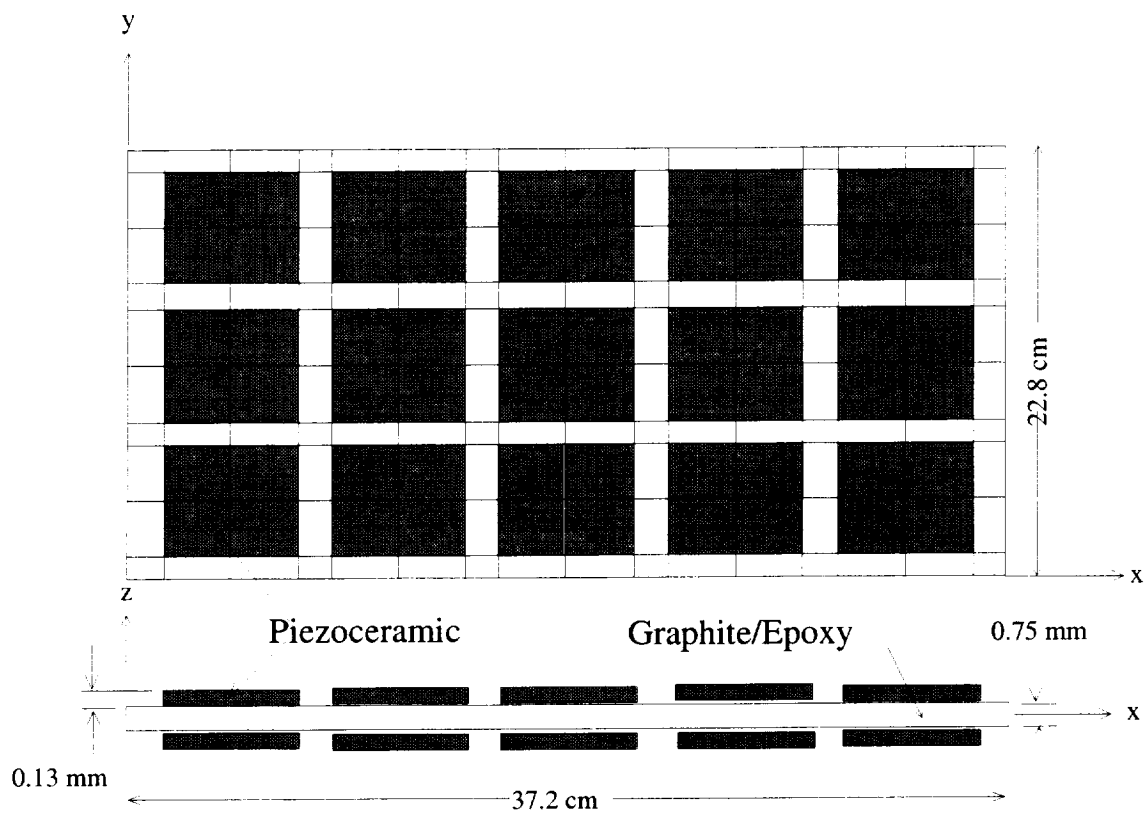 y
22.8 cm
x
z
Piezoceramic
Graphite/Epoxy
0.75 mm
x
0.13 mm
37.2 cm